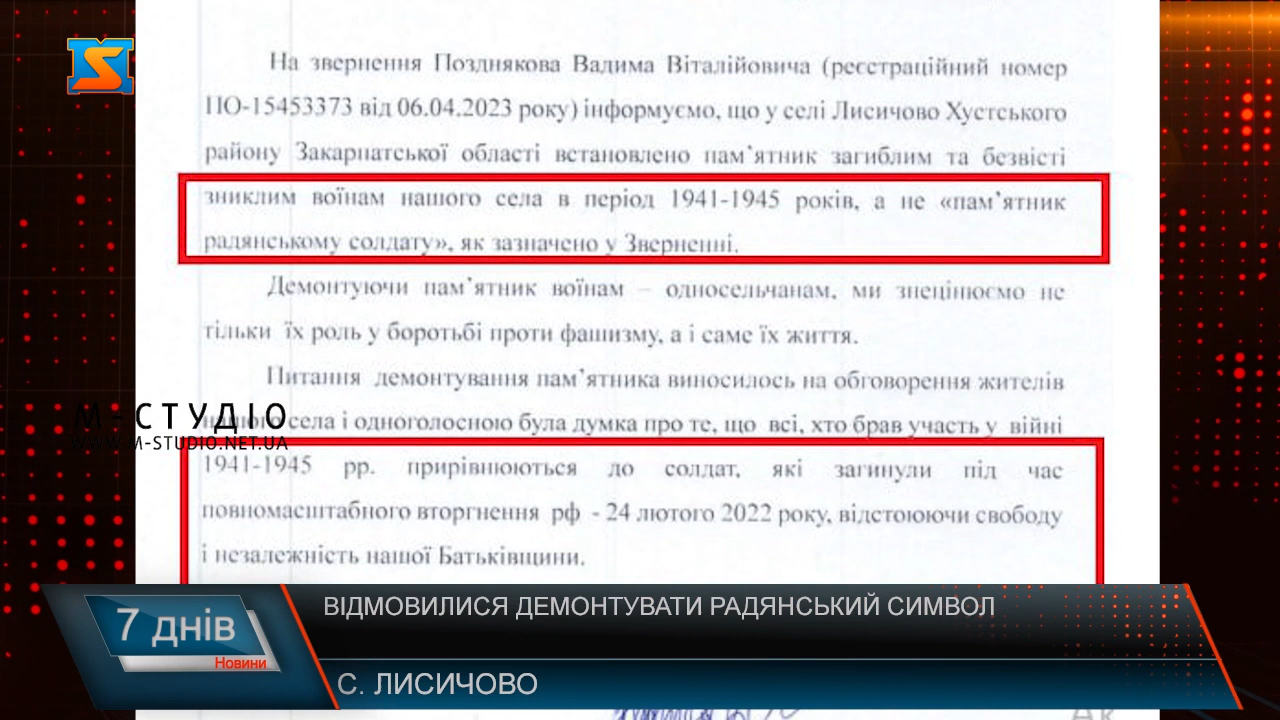 На звернення Позднякова Вадима Віталійовича (реєстраційний номер
ПО-15453373 від 06.04.2023 року) інформуємо, що у селі Лисичово Хустського
району Закарпатської області встановлено пам`ятник загиблим та безвісті
зниклим воїнам нашого села в період 1941-1945 років, а не «пам’ятник
радянському солдату», як зазначено у Зверненні.
Демонтуючи пам`ятник воїнам – односельчанам, ми знецінюємо не
тільки їх роль у боротьбі проти фашизму, а і саме їх життя.
Питання демонтування пам’ятника виносилось на обговорення жителів
нашого села і одноголосною була думка про те, що всі, хто брав участь у війні
1941-1945 рр. прирівнюються до солдат, які загинули під час
повномасштабного вторгнення рф - 24 лютого 2022 року, відстоюючи свободу
і незалежність нашої Батьківщини.
М-СТУДІО
WWW.M-STUDIO.NET.UA
7 днів
Новини
ВІДМОВИЛИСЯ ДЕМОНТУВАТИ РАДЯНСЬКИЙ СИМВОЛ
С. ЛИСИЧОВО